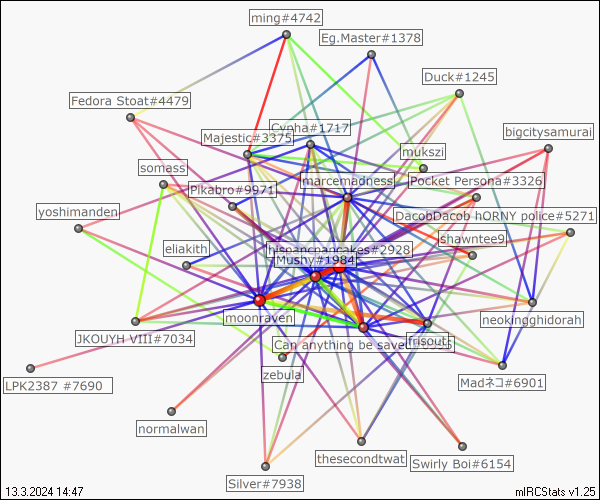 ming#4742
Eg.Master#1378
Duck#1245
Fedora Stoat#4479
Cynha#1717
bigcitysamurai
Majestic#3375
mukszi
somass
marcemadness
Pocket Persona#3326
Pikabro#9971
yoshimanden
DacobDacob hORNY police#5271
shawntee9
eliakith
hispancpancakes#2928
Mushy#1984
moonraven
neokingghidorah
JKOUYH VIII#7034
Can anything be saved
frisout
zebula
LPK2387 #7690
Madネコ#6901
normalwan
thesecondtwat
Swirly Boi#6154
Silver#7938
13.3.2024 14:47
mIRCStats v1.25